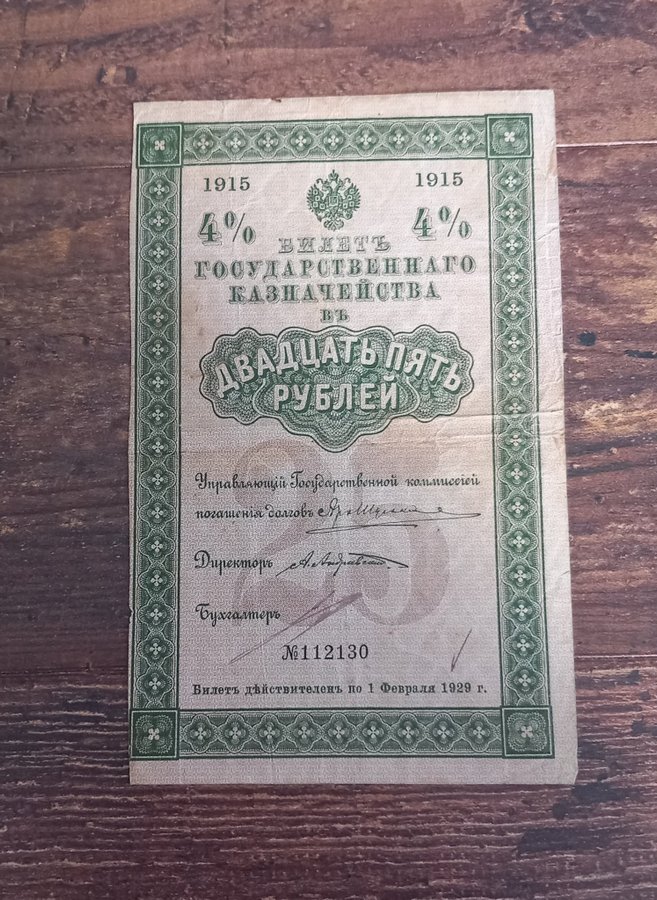 1915 1915
4% 4%
БИЛЕТЪ
ГОСУДАРСТВЕННАГО
КАЗНАЧЕЙСТВА
ВЪ
ДВАДЦАТЬ ПЯТЬ
РУБЛЕЙ
25
Управляющій Государственной коммиссіей
погашенія долговъ
Директоръ
Бухгалтеръ
№112130
Билетъ дѣйствителенъ по 1 Февраля 1929 г.